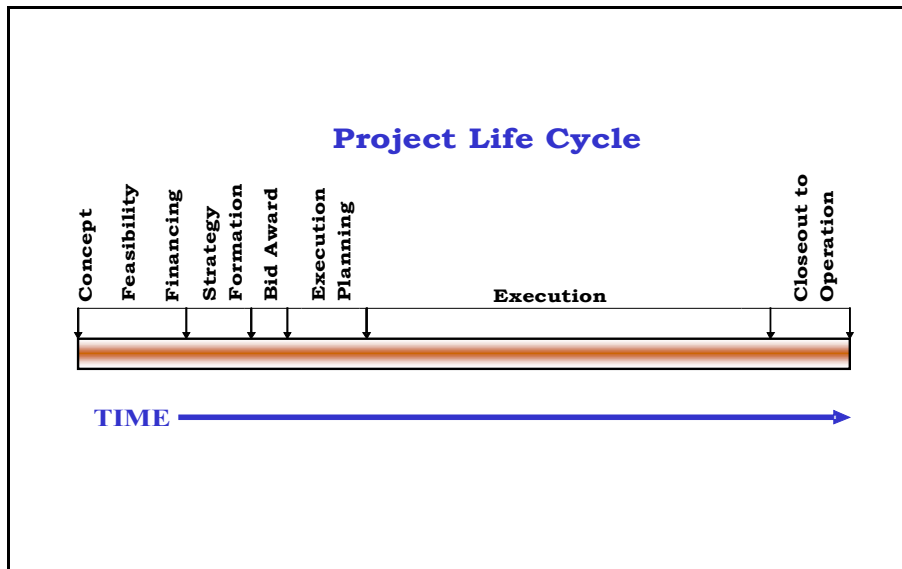 Project Life Cycle
Concept
Feasibility
Financing
Strategy
Formation
Bid Award
Execution
Planning
Execution
Closeout to
Operation
TIME